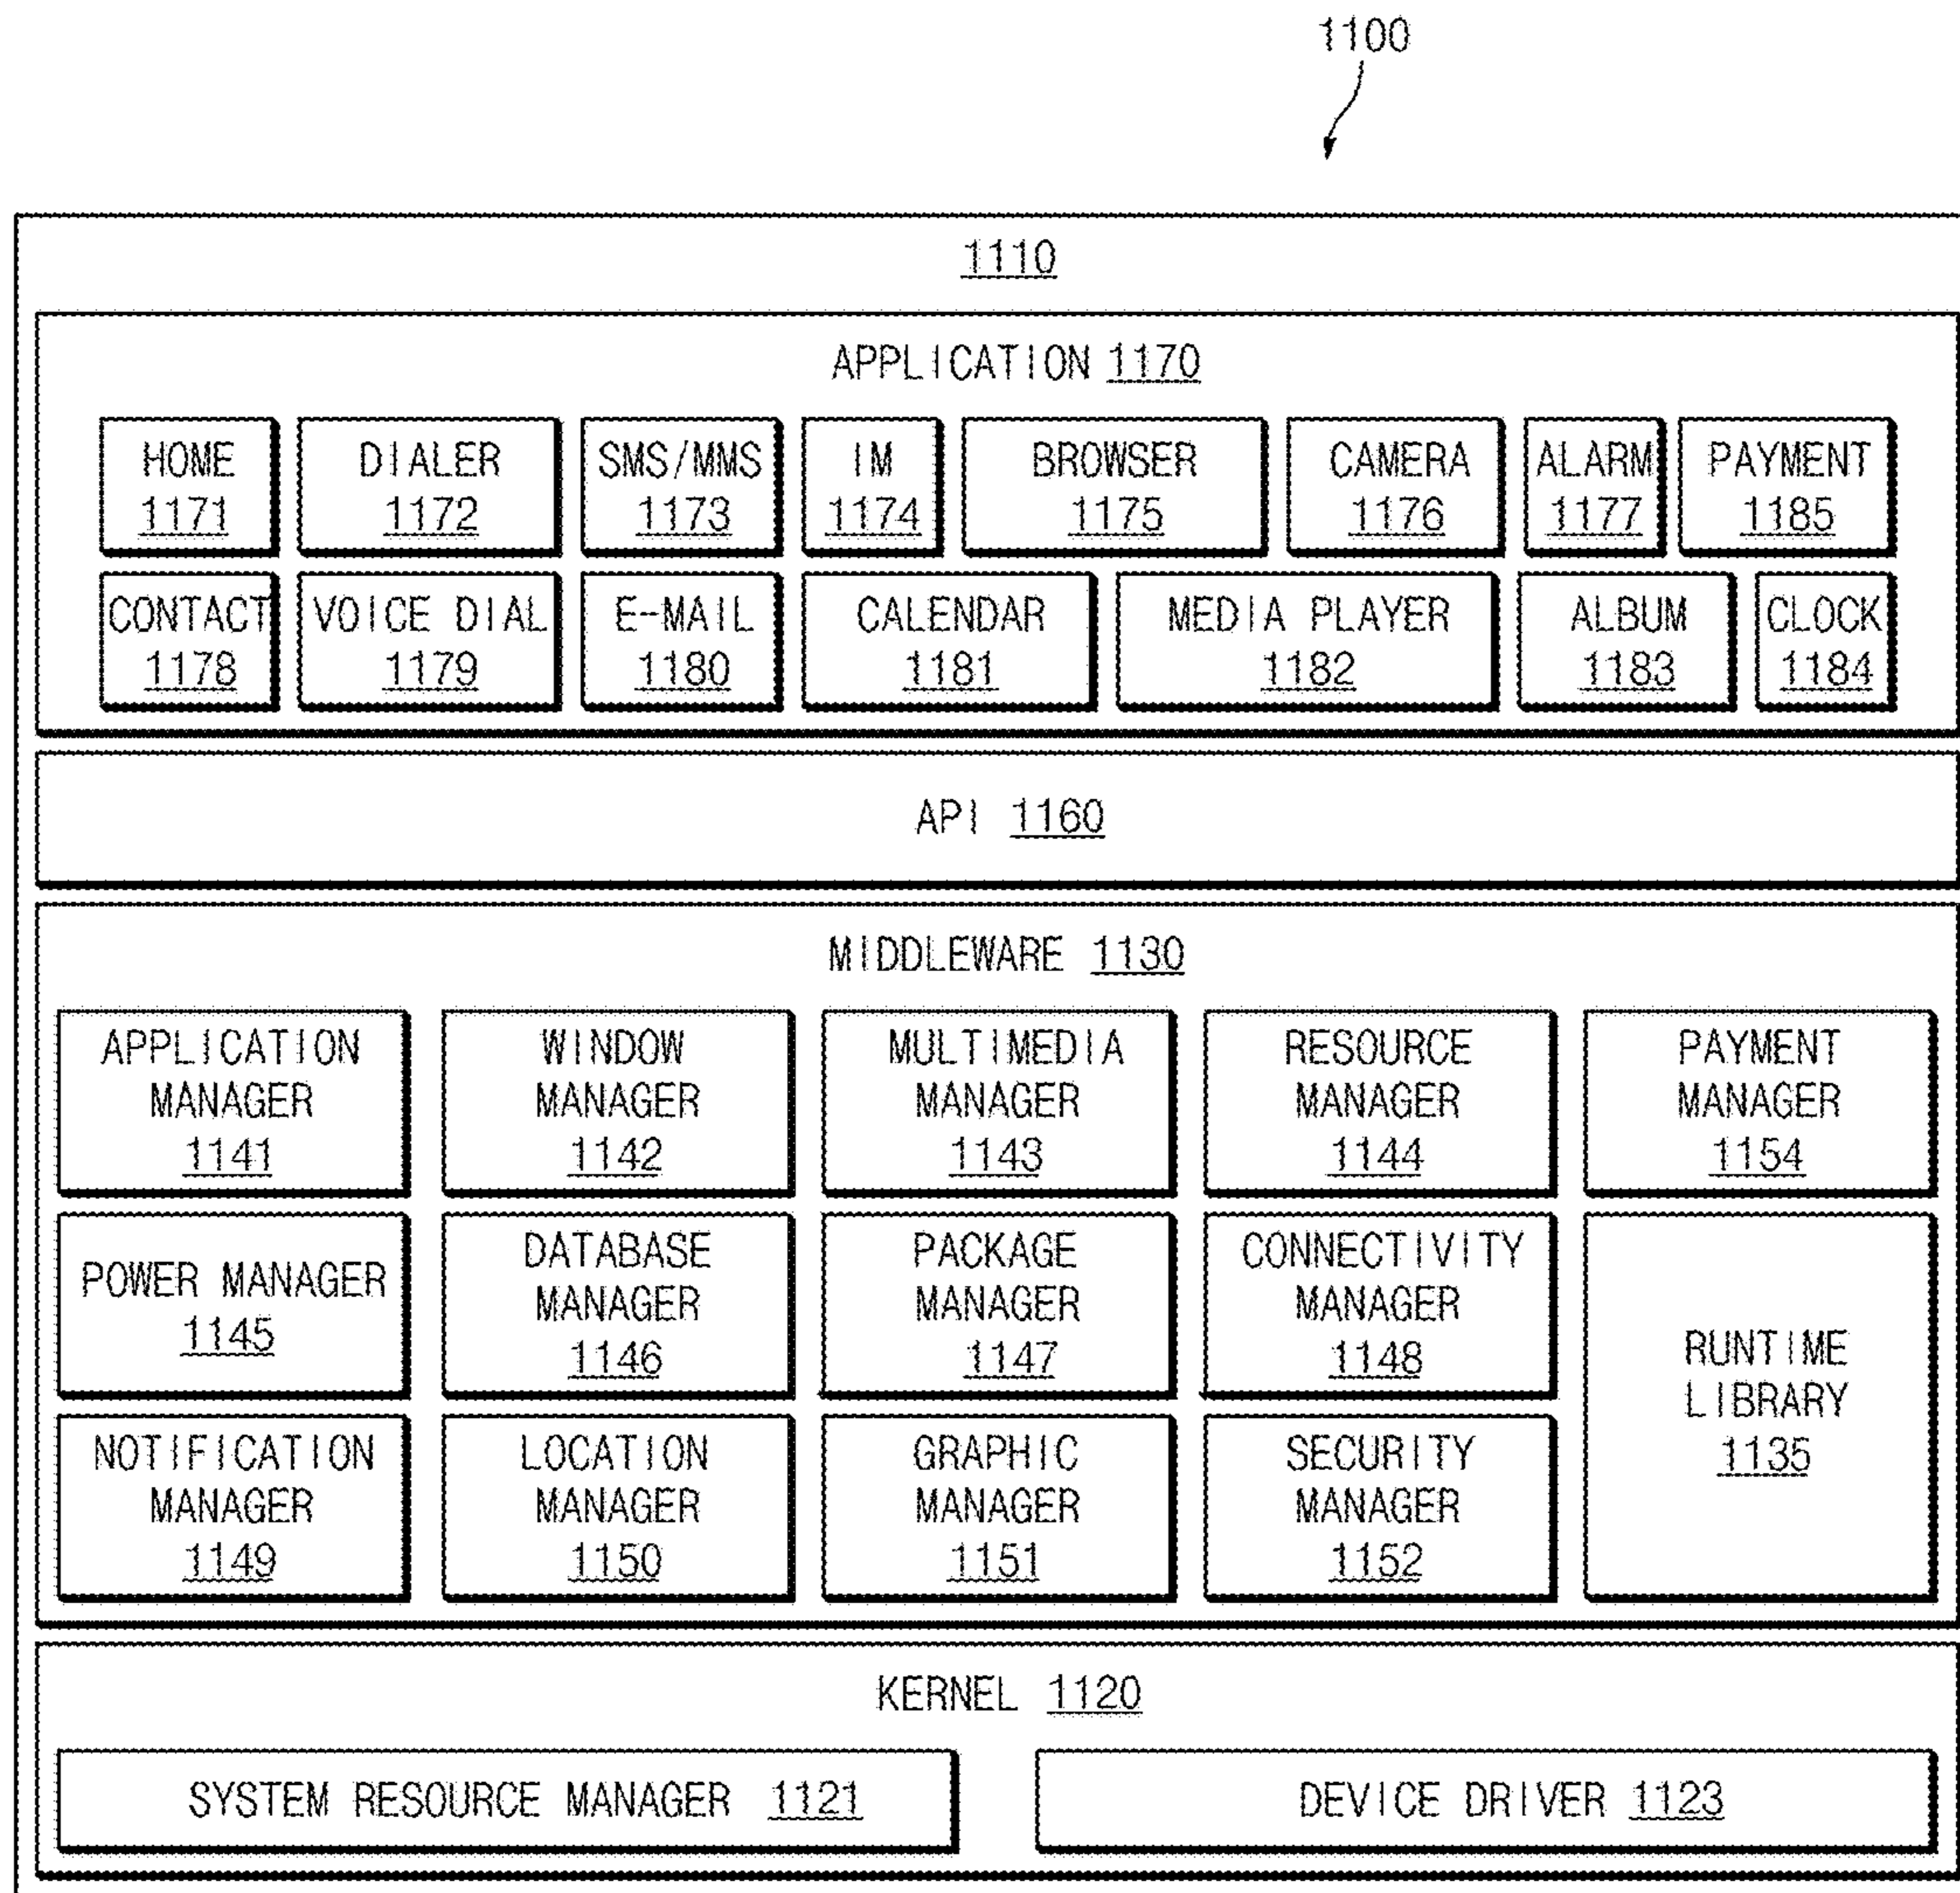 1100
1110
APPLICATION 1170
HOME
1171
DIALER
1172
SMS/MMS
1173
IM
1174
BROWSER
1175
CAMERA
1176
ALARM
1177
PAYMENT
1185
CONTACT
1178
VOICE DIAL
1179
E-MAIL
1180
CALENDAR
1181
MEDIA PLAYER
1182
ALBUM
1183
CLOCK
1184
API 1160
MIDDLEWARE 1130
APPLICATION
MANAGER
1141
WINDOW
MANAGER
1142
MULTIMEDIA
MANAGER
1143
RESOURCE
MANAGER
1144
PAYMENT
MANAGER
1154
POWER MANAGER
1145
DATABASE
MANAGER
1146
PACKAGE
MANAGER
1147
CONNECTIVITY
MANAGER
1148
RUNTIME
LIBRARY
1135
NOTIFICATION
MANAGER
1149
LOCATION
MANAGER
1150
GRAPHIC
MANAGER
1151
SECURITY
MANAGER
1152
KERNEL 1120
SYSTEM RESOURCE MANAGER 1121
DEVICE DRIVER 1123